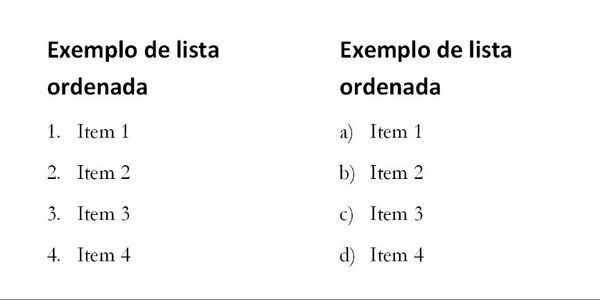 Exemplo de lista
ordenada
1. Item 1
2. Item 2
3. Item 3
4. Item 4
Exemplo de lista
ordenada
a) Item 1
b) Item 2
c) Item 3
d) Item 4